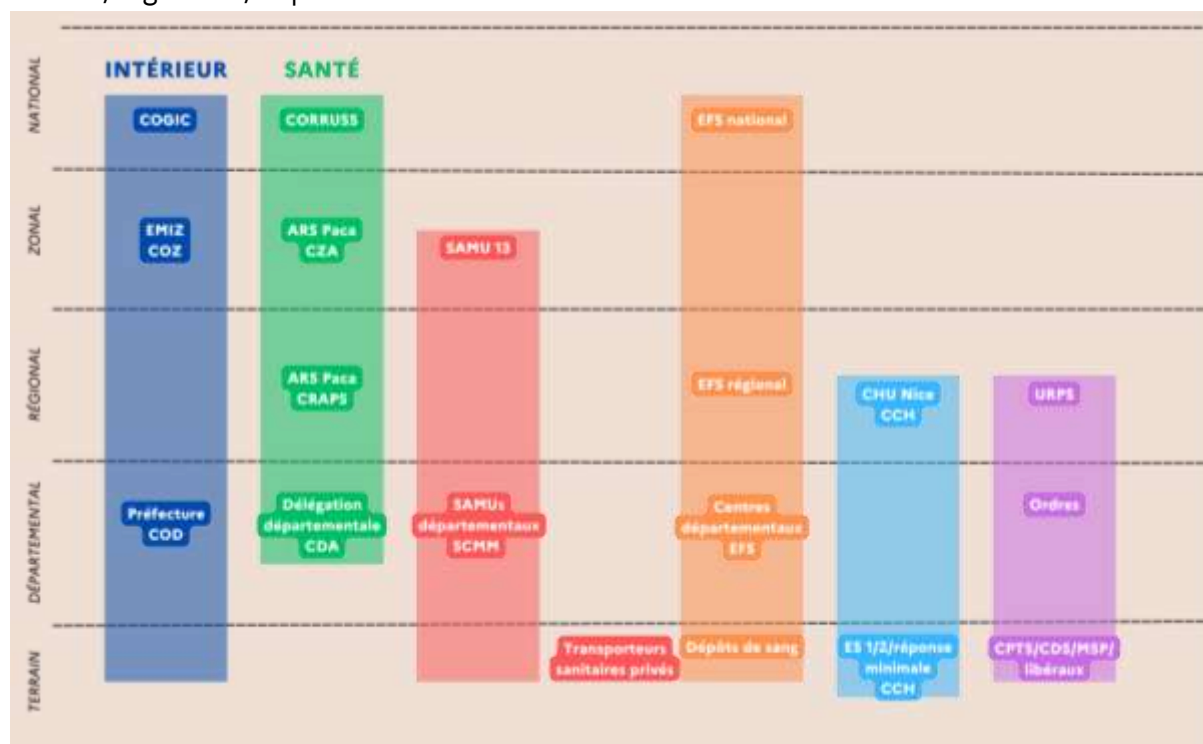 INTÉRIEUR
SANTÉ
NATIONAL
COGIC
CORRUSS
EFS national
ZONAL
EMIZ
COZ
ARS Paca
CZA
SAMU 13
RÉGIONAL
ARS Paca
CRAPS
EFS régional
CHU Nice
CCH
URPS
DÉPARTEMENTAL
Préfecture
COD
Délégation
départementale
CDA
SAMUs
départementaux
SCMM
Centres
départementaux
EFS
Ordres
TERRAIN
Transporteurs
sanitaires privés
Dépôts de sang
ES 1/2/réponse
minimale
CCH
CPTS/CDS/MSP/
libéraux